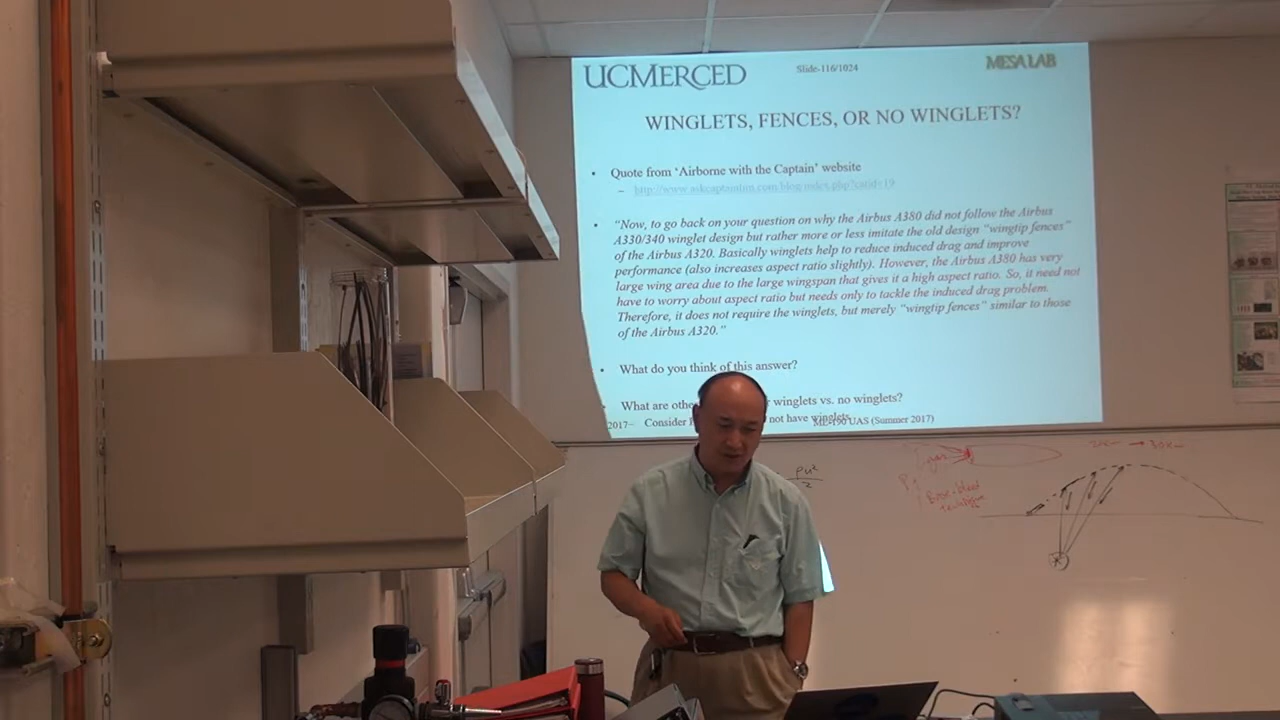 UCMERCED
Slide-116/1024
MESA LAB
WINGLETS, FENCES, OR NO WINGLETS?
• Quote from ‘Airborne with the Captain’ website
• “Now, to go back on your question on why the Airbus A380 did not follow the Airbus
A330/340 winglet design but rather more or less imitate the old design “wingtip fences”
of the Airbus A320. Basically winglets help to reduce induced drag and improve
performance (also increases aspect ratio slightly). However, the Airbus A380 has very
large wing area due to the large wingspan that gives it a high aspect ratio. So, it need not
have to worry about aspect ratio but needs only to tackle the induced drag problem.
Therefore, it does not require the winglets, but merely “wingtip fences” similar to those
of the Airbus A320.”
• What do you think of this answer?
What are winglets vs. no winglets?
Consider not have winglets
2017– UAS (Summer 2017)